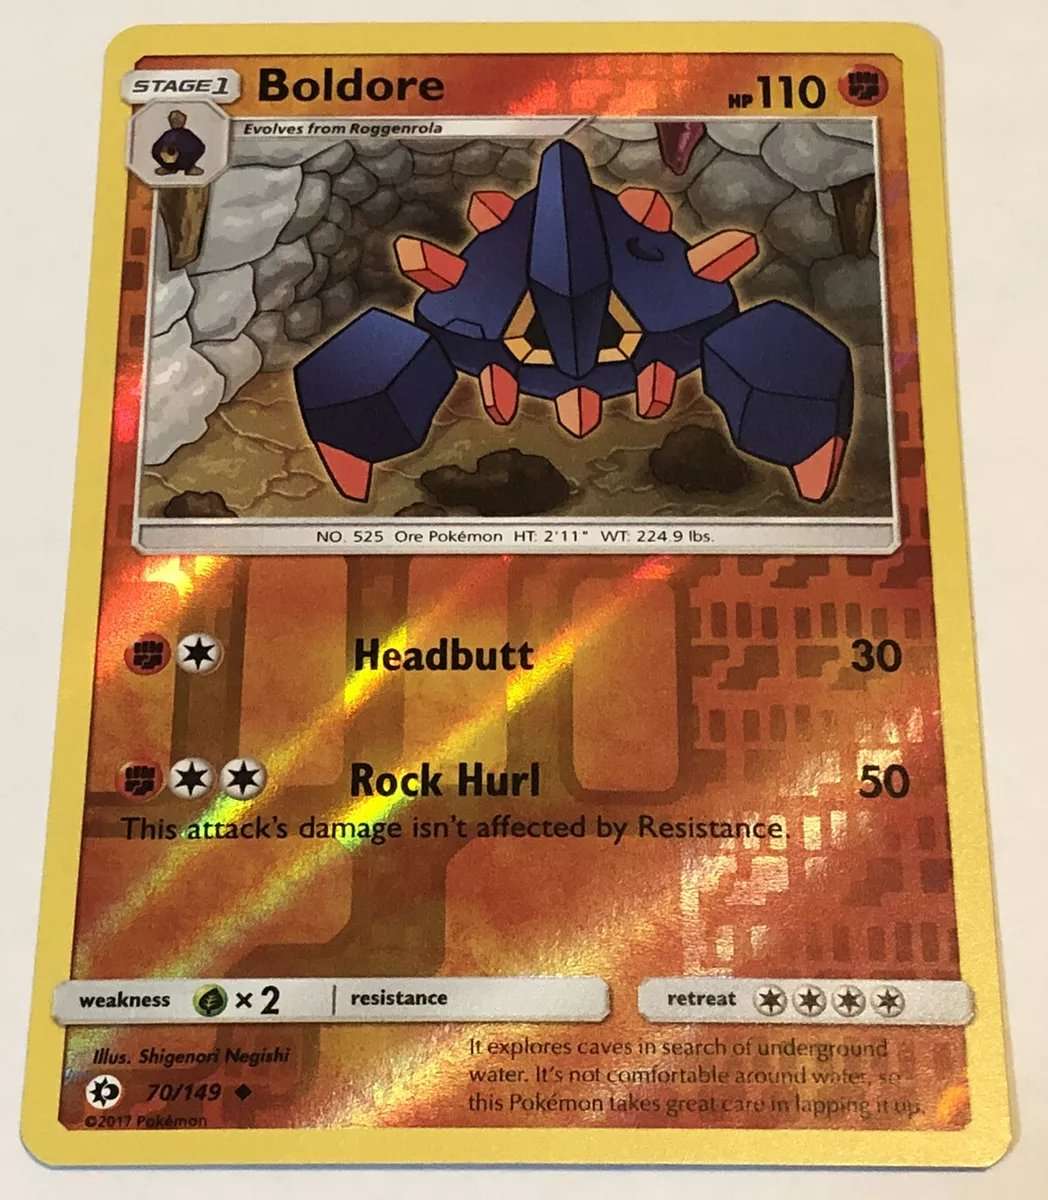 STAGE1 Boldore HP 110
Evolves from Roggenrola
NO. 525 Ore Pokémon HT: 2'11" WT: 224.9 lbs.
Headbutt 30
Rock Hurl 50
This attack's damage isn't affected by Resistance.
weakness × 2 resistance retreat
Illus. Shigenori Negishi
70/149
©2017 Pokémon
It explores caves in search of underground
water. It's not comfortable around water, so
this Pokémon takes great care in lapping it up.